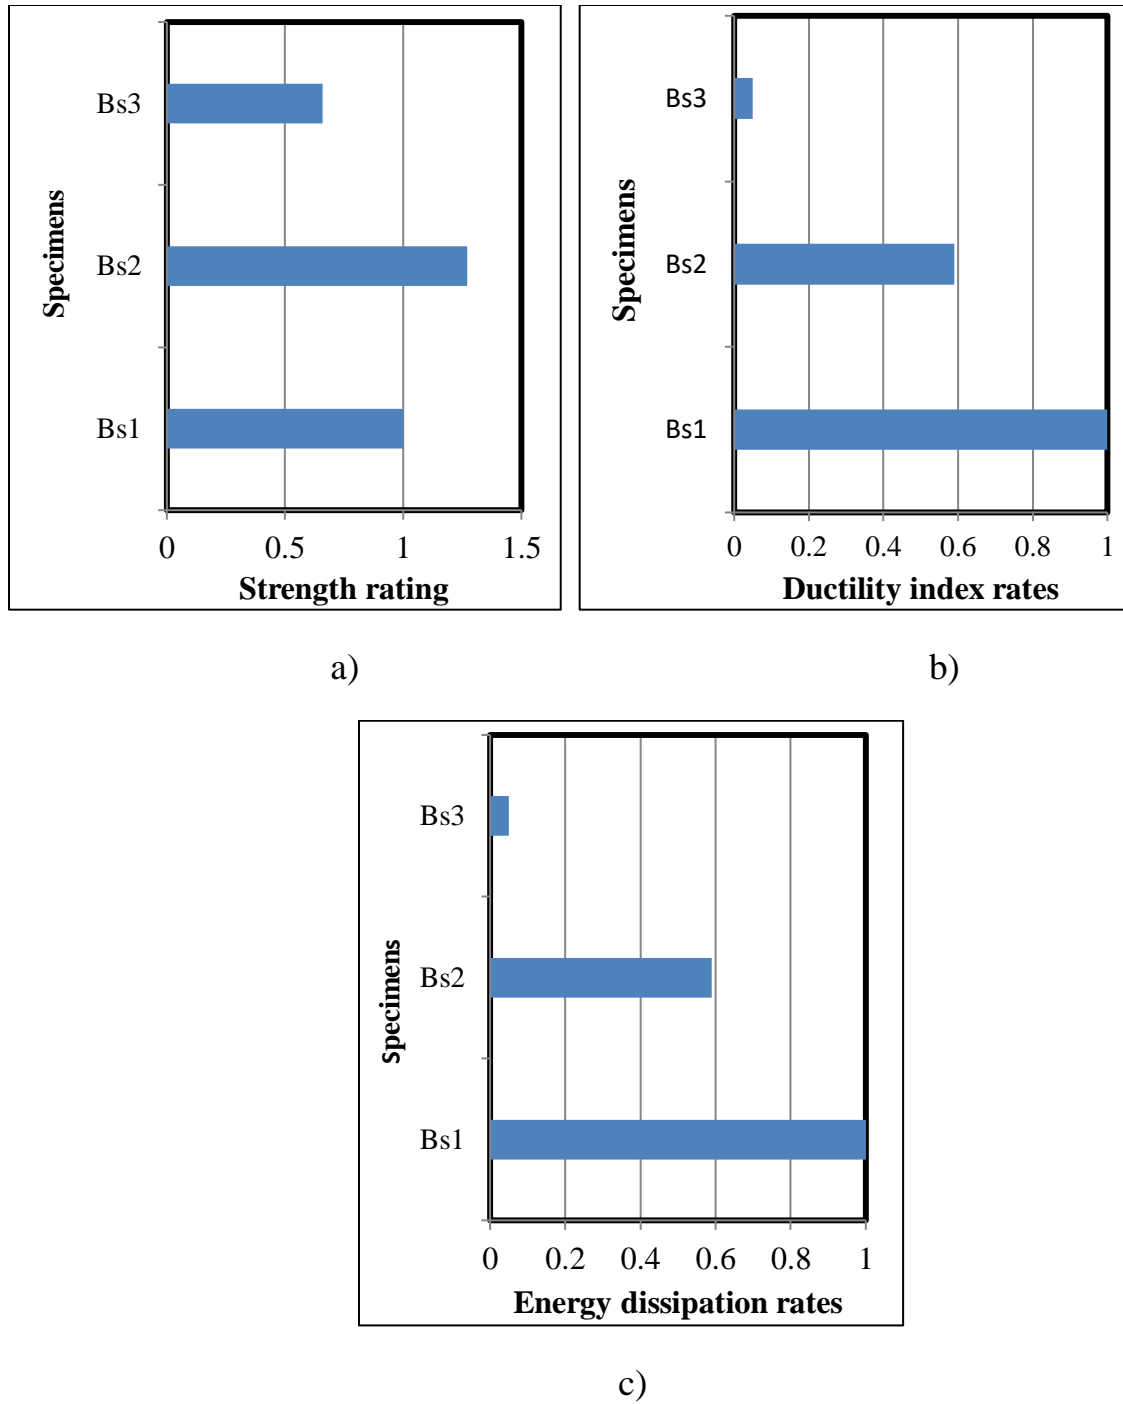 Bs3
Bs2
Bs1
Specimens
0 0.5 1 1.5
Strength rating
a)
Bs3
Bs2
Bs1
Specimens
0 0.2 0.4 0.6 0.8 1
Ductility index rates
b)
Bs3
Bs2
Bs1
Specimens
0 0.2 0.4 0.6 0.8 1
Energy dissipation rates
c)